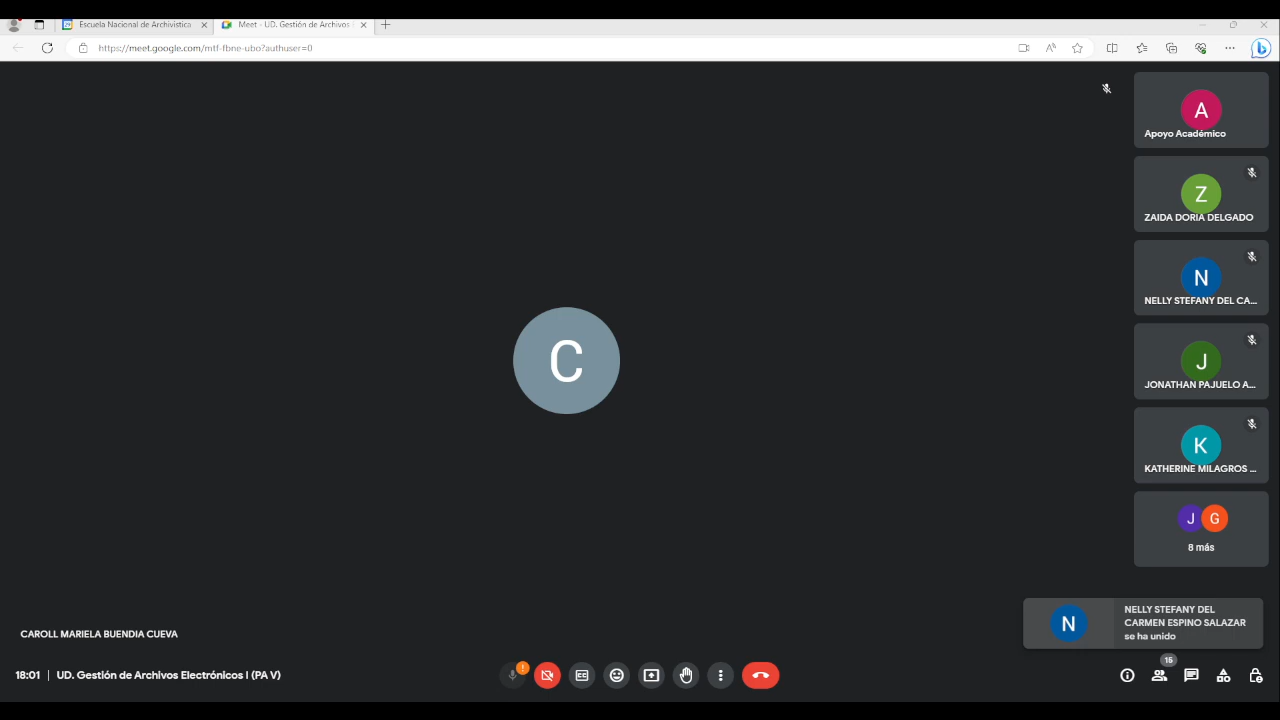 Escuela Nacional de Archivística
Meet - UD. Gestión de Archivos
https://meet.google.com/mtf-fbne-ubo?authuser=0
A
Apoyo Académico
Z
ZAIDA DORIA DELGADO
N
NELLY STEFANY DEL CA...
J
JONATHAN PAJUELO A...
K
KATHERINE MILAGROS ...
J G
8 más
C
N
NELLY STEFANY DEL
CARMEN ESPINO SALAZAR
se ha unido
CAROLL MARIELA BUENDIA CUEVA
15
18:01 | UD. Gestión de Archivos Electrónicos I (PA V)